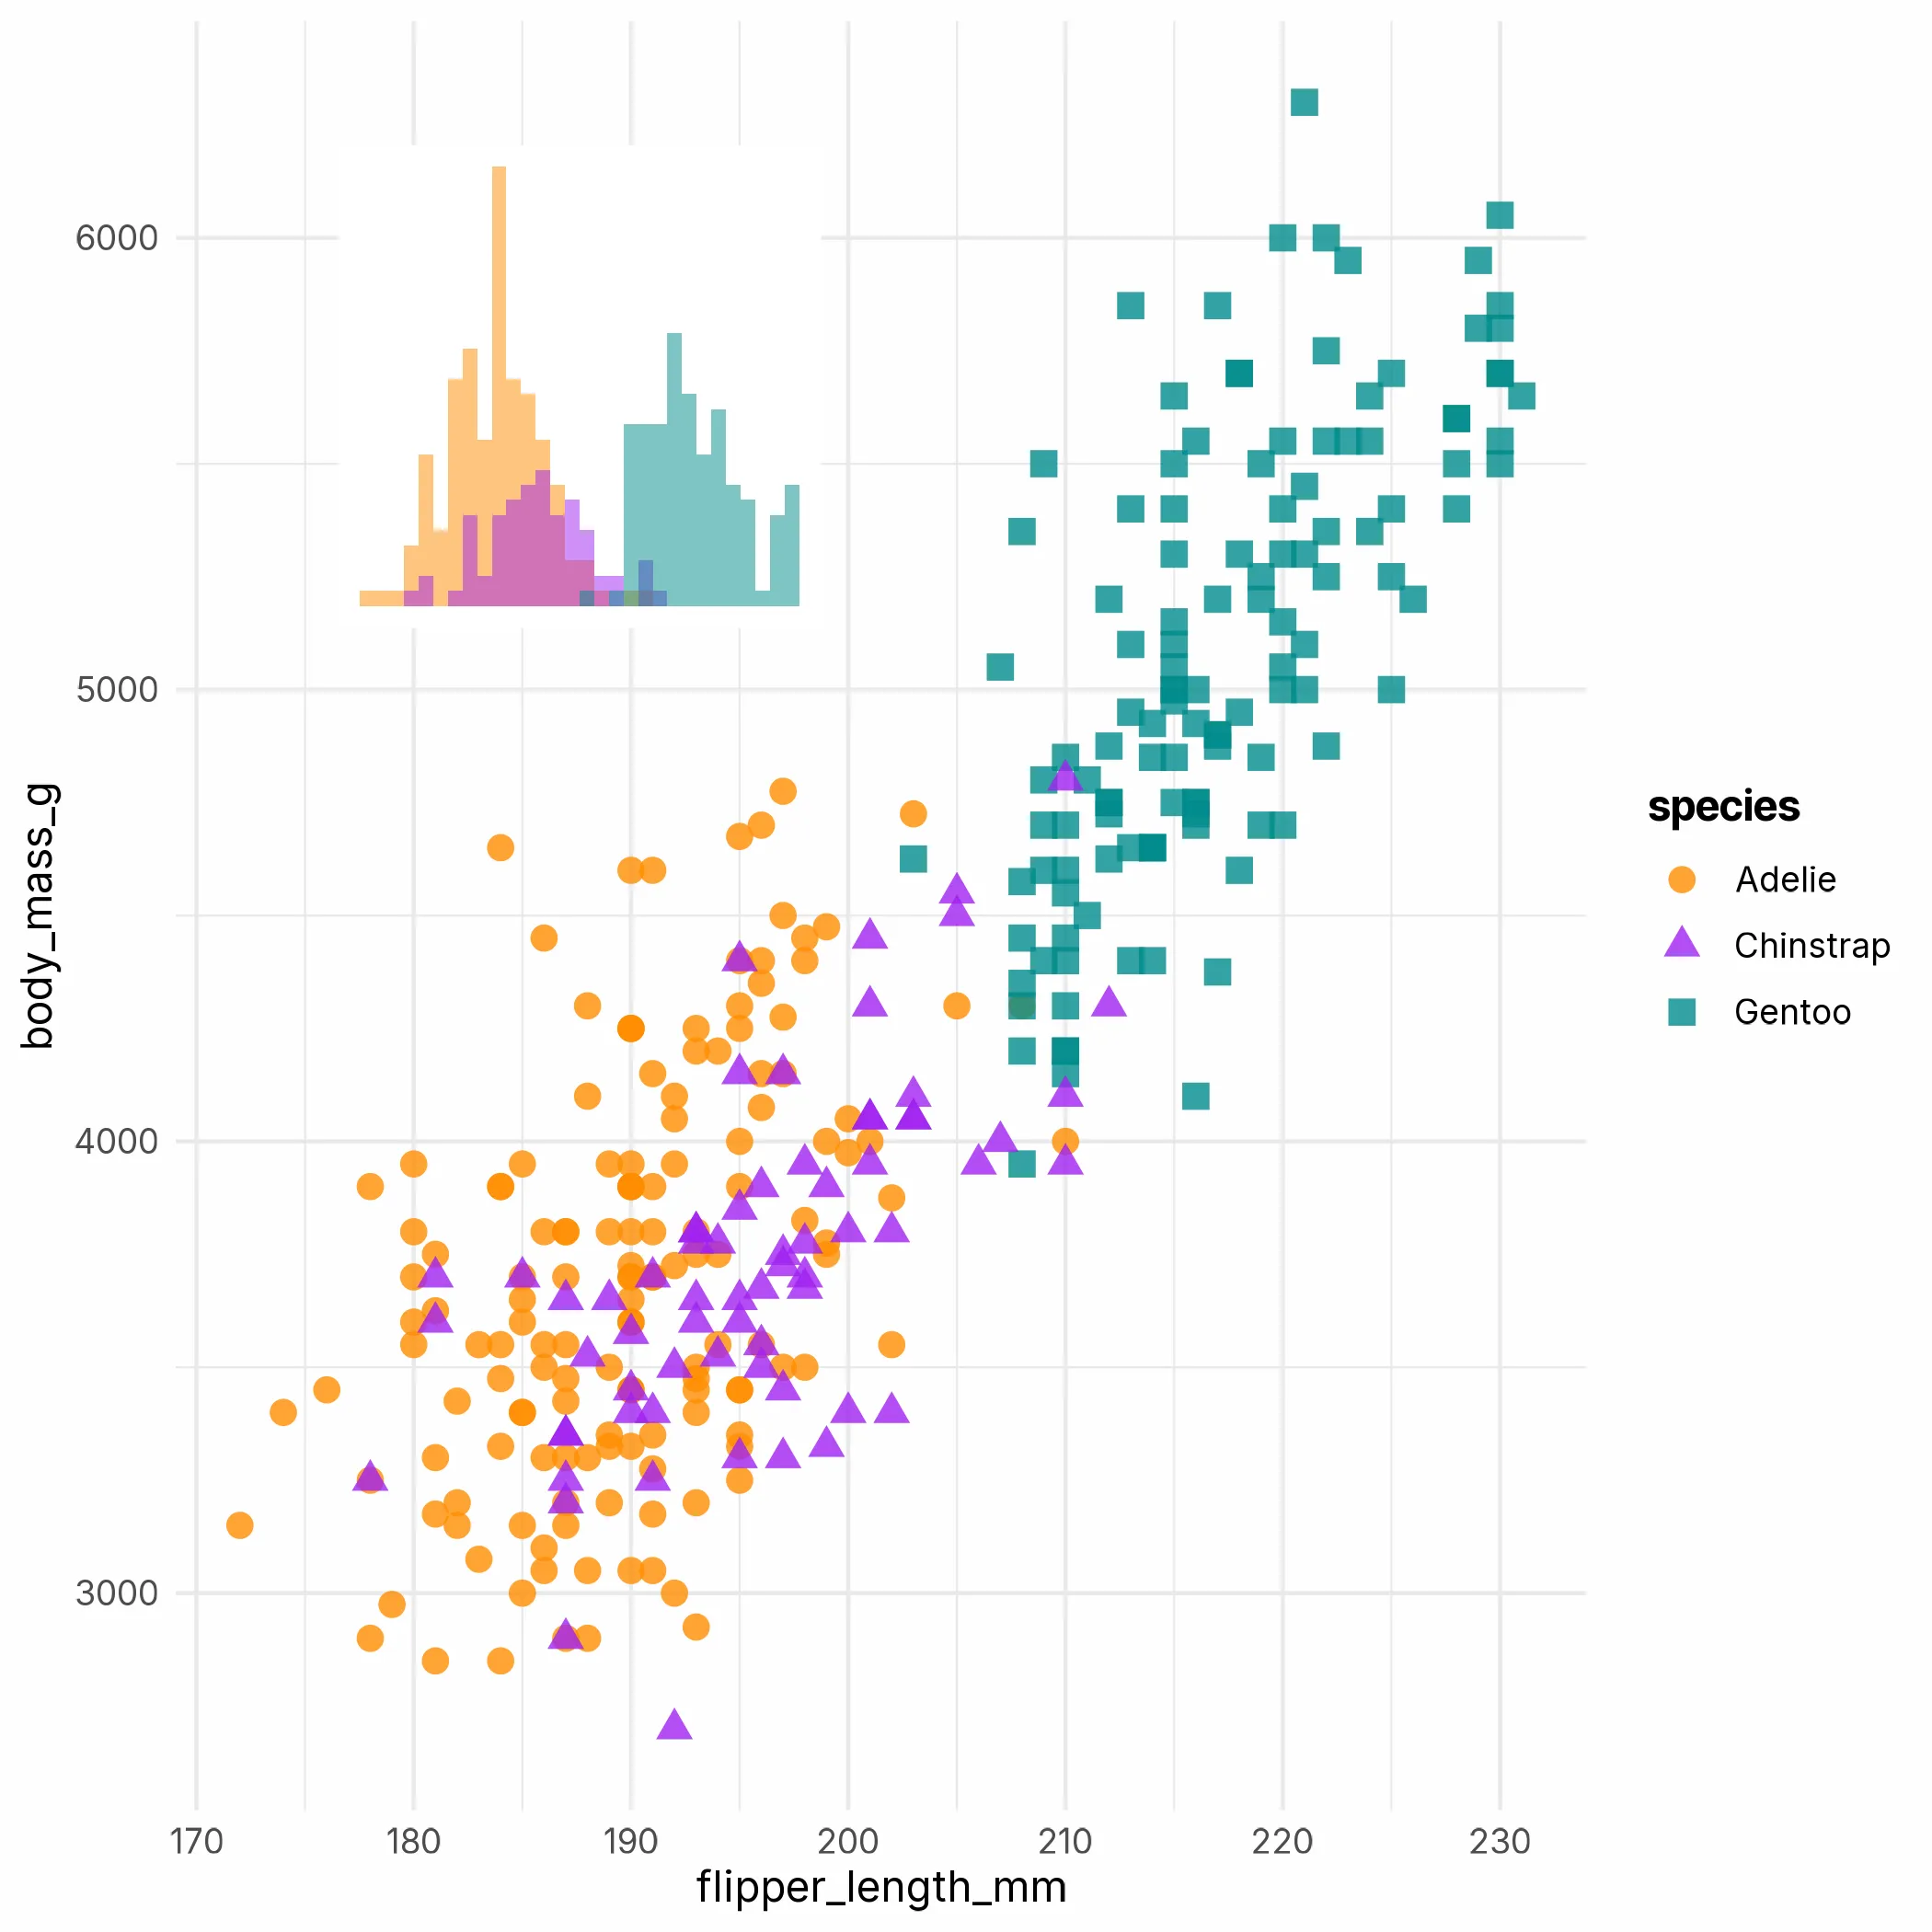 6000
5000
4000
3000
body_mass_g
170 180 190 200 210 220 230
flipper_length_mm
species
Adelie
Chinstrap
Gentoo